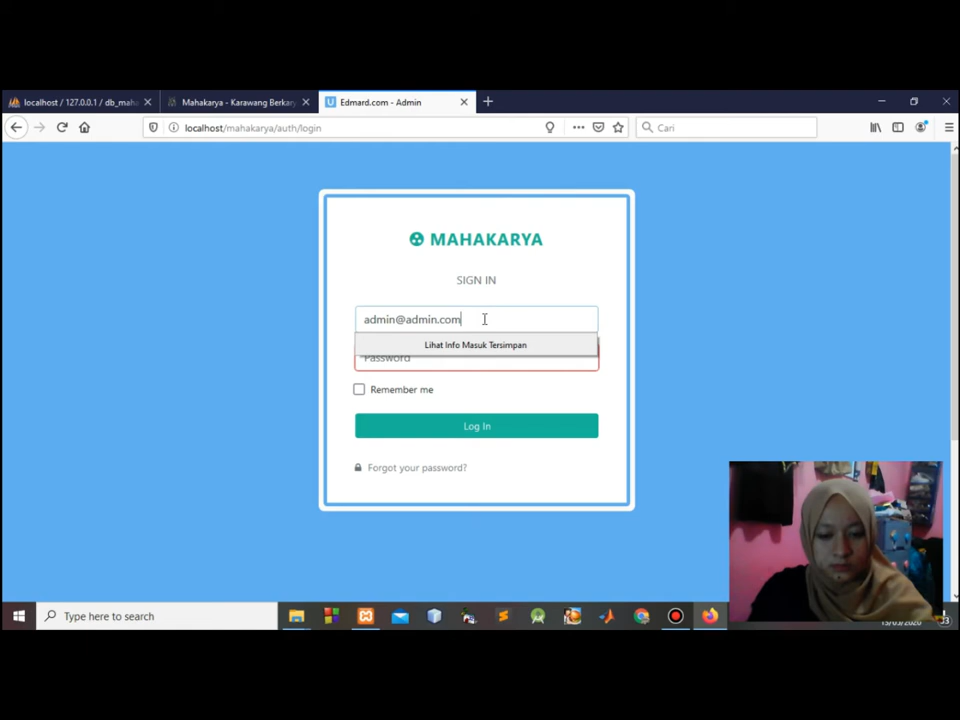 localhost / 127.0.0.1 / db_maha
Mahakarya - Karawang Berkary
Edmard.com - Admin
localhost/mahakarya/auth/login
Cari
MAHAKARYA
SIGN IN
admin@admin.com
Lihat Info Masuk Tersimpan
Password
Remember me
Log In
Forgot your password?
Type here to search